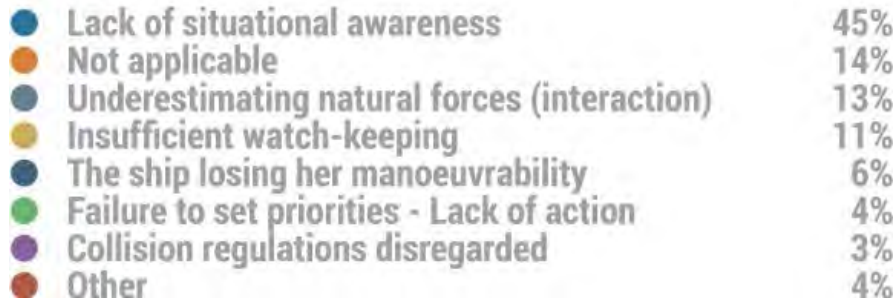 Lack of situational awareness 45%
Not applicable 14%
Underestimating natural forces (interaction) 13%
Insufficient watch-keeping 11%
The ship losing her manoeuvrability 6%
Failure to set priorities - Lack of action 4%
Collision regulations disregarded 3%
Other 4%